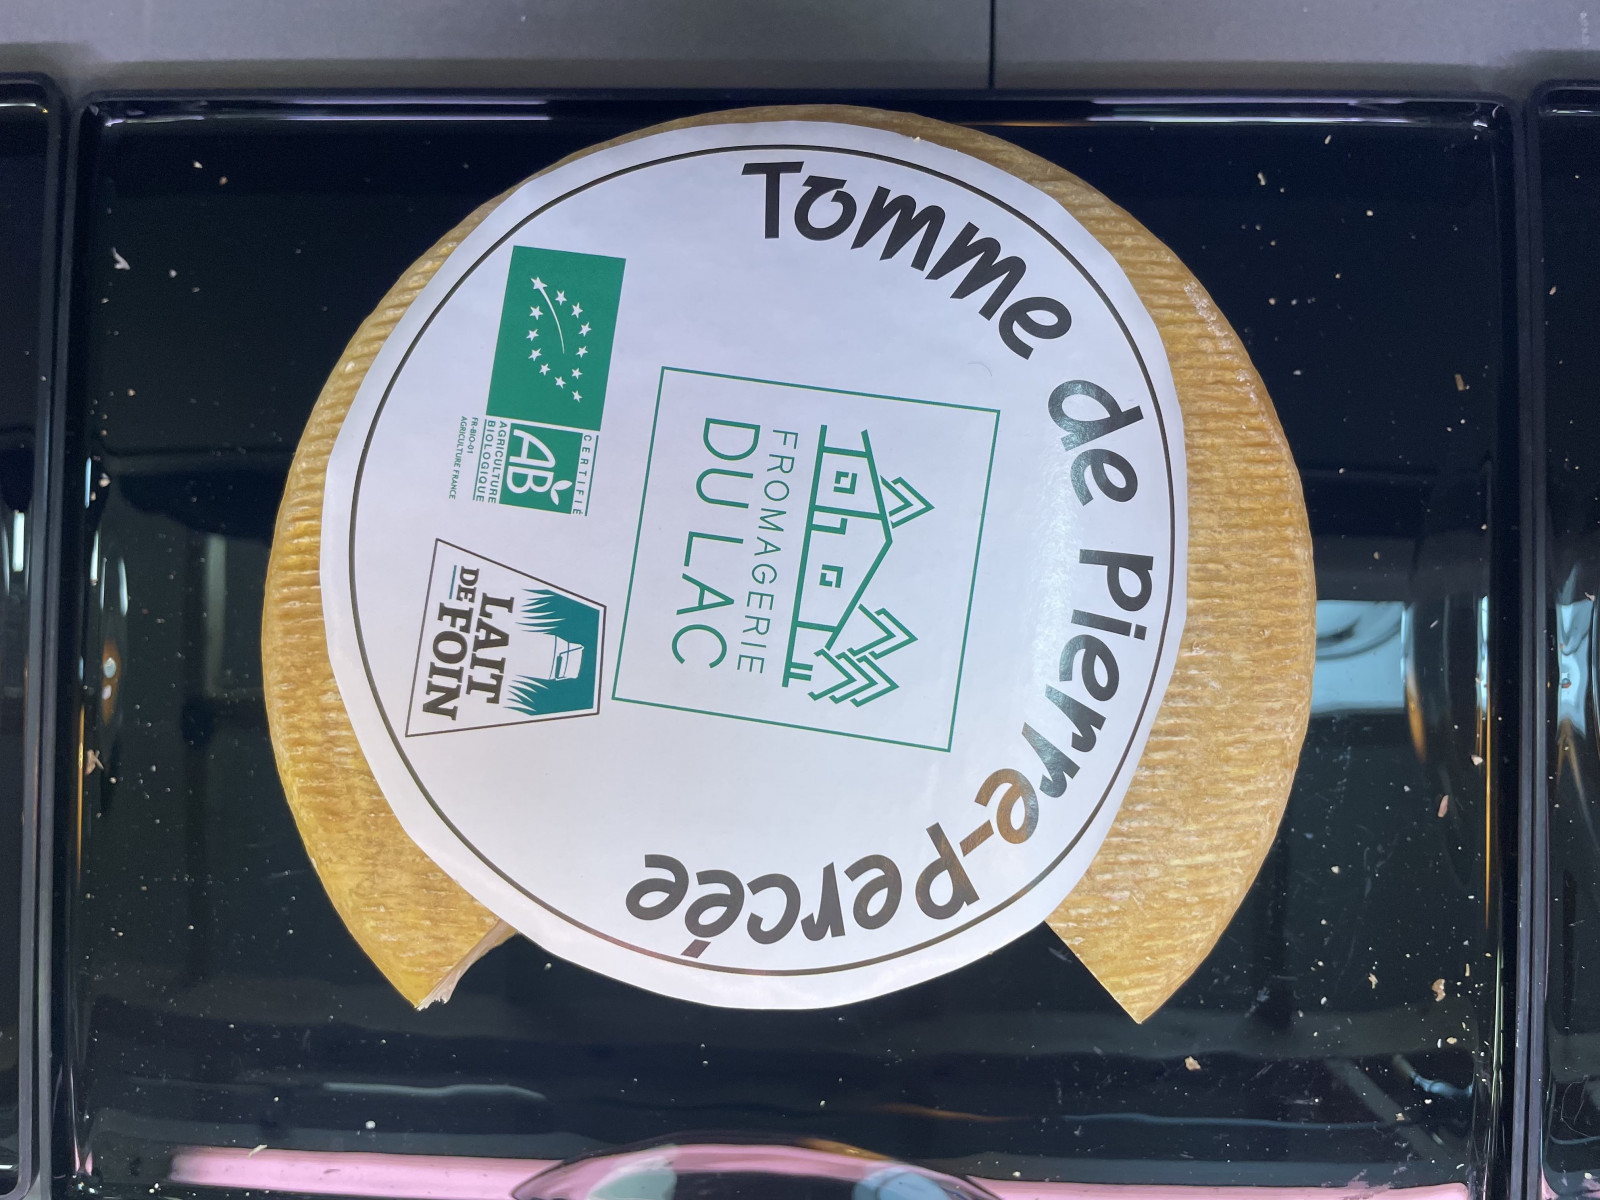 Tomme de Pierre-Percée
FROMAGERIE
DU LAC
CERTIFIÉ
AB
AGRICULTURE
BIOLOGIQUE
FR-BIO-01
AGRICULTURE FRANCE
LAIT
DE FOIN